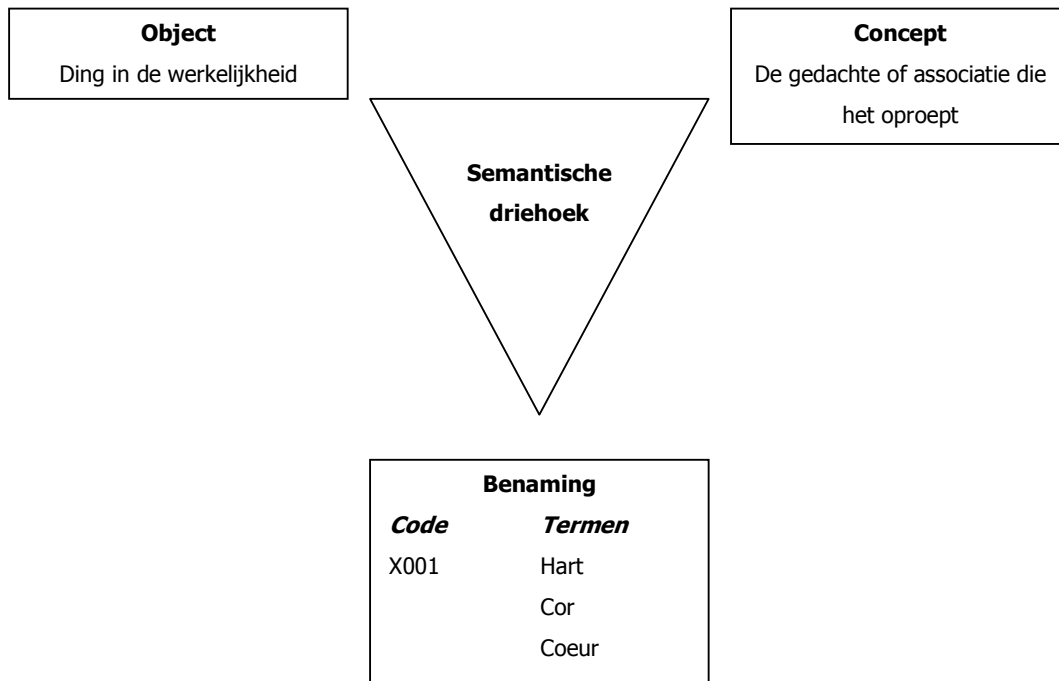 Object
Ding in de werkelijkheid
Concept
De gedachte of associatie die
het oproept
Semantische
driehoek
Benaming
Code Termen
X001 Hart
Cor
Coeur